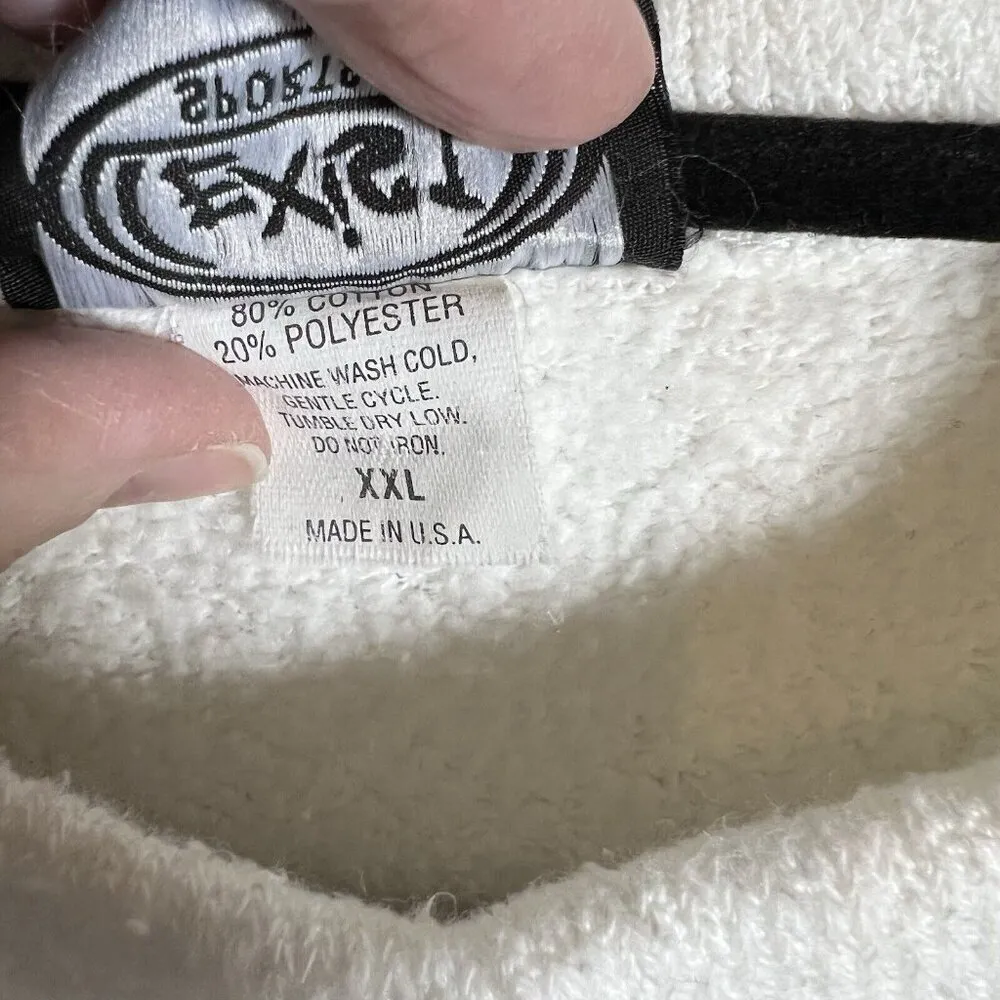 EXiST
80% COTTON
20% POLYESTER
MACHINE WASH COLD,
GENTLE CYCLE.
TUMBLE DRY LOW.
DO NOT IRON.
XXL
MADE IN U.S.A.